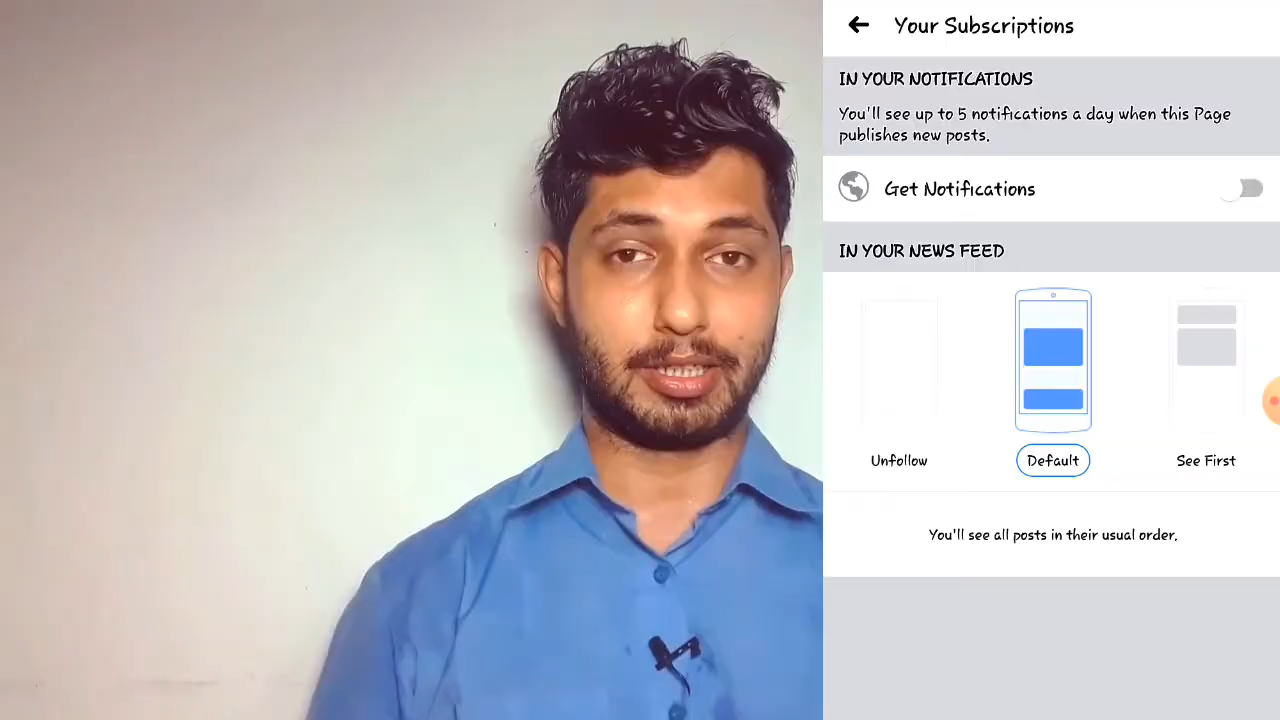 Your Subscriptions
IN YOUR NOTIFICATIONS
You'll see up to 5 notifications a day when this Page
publishes new posts.
Get Notifications
IN YOUR NEWS FEED
Unfollow
Default
See First
You'll see all posts in their usual order.